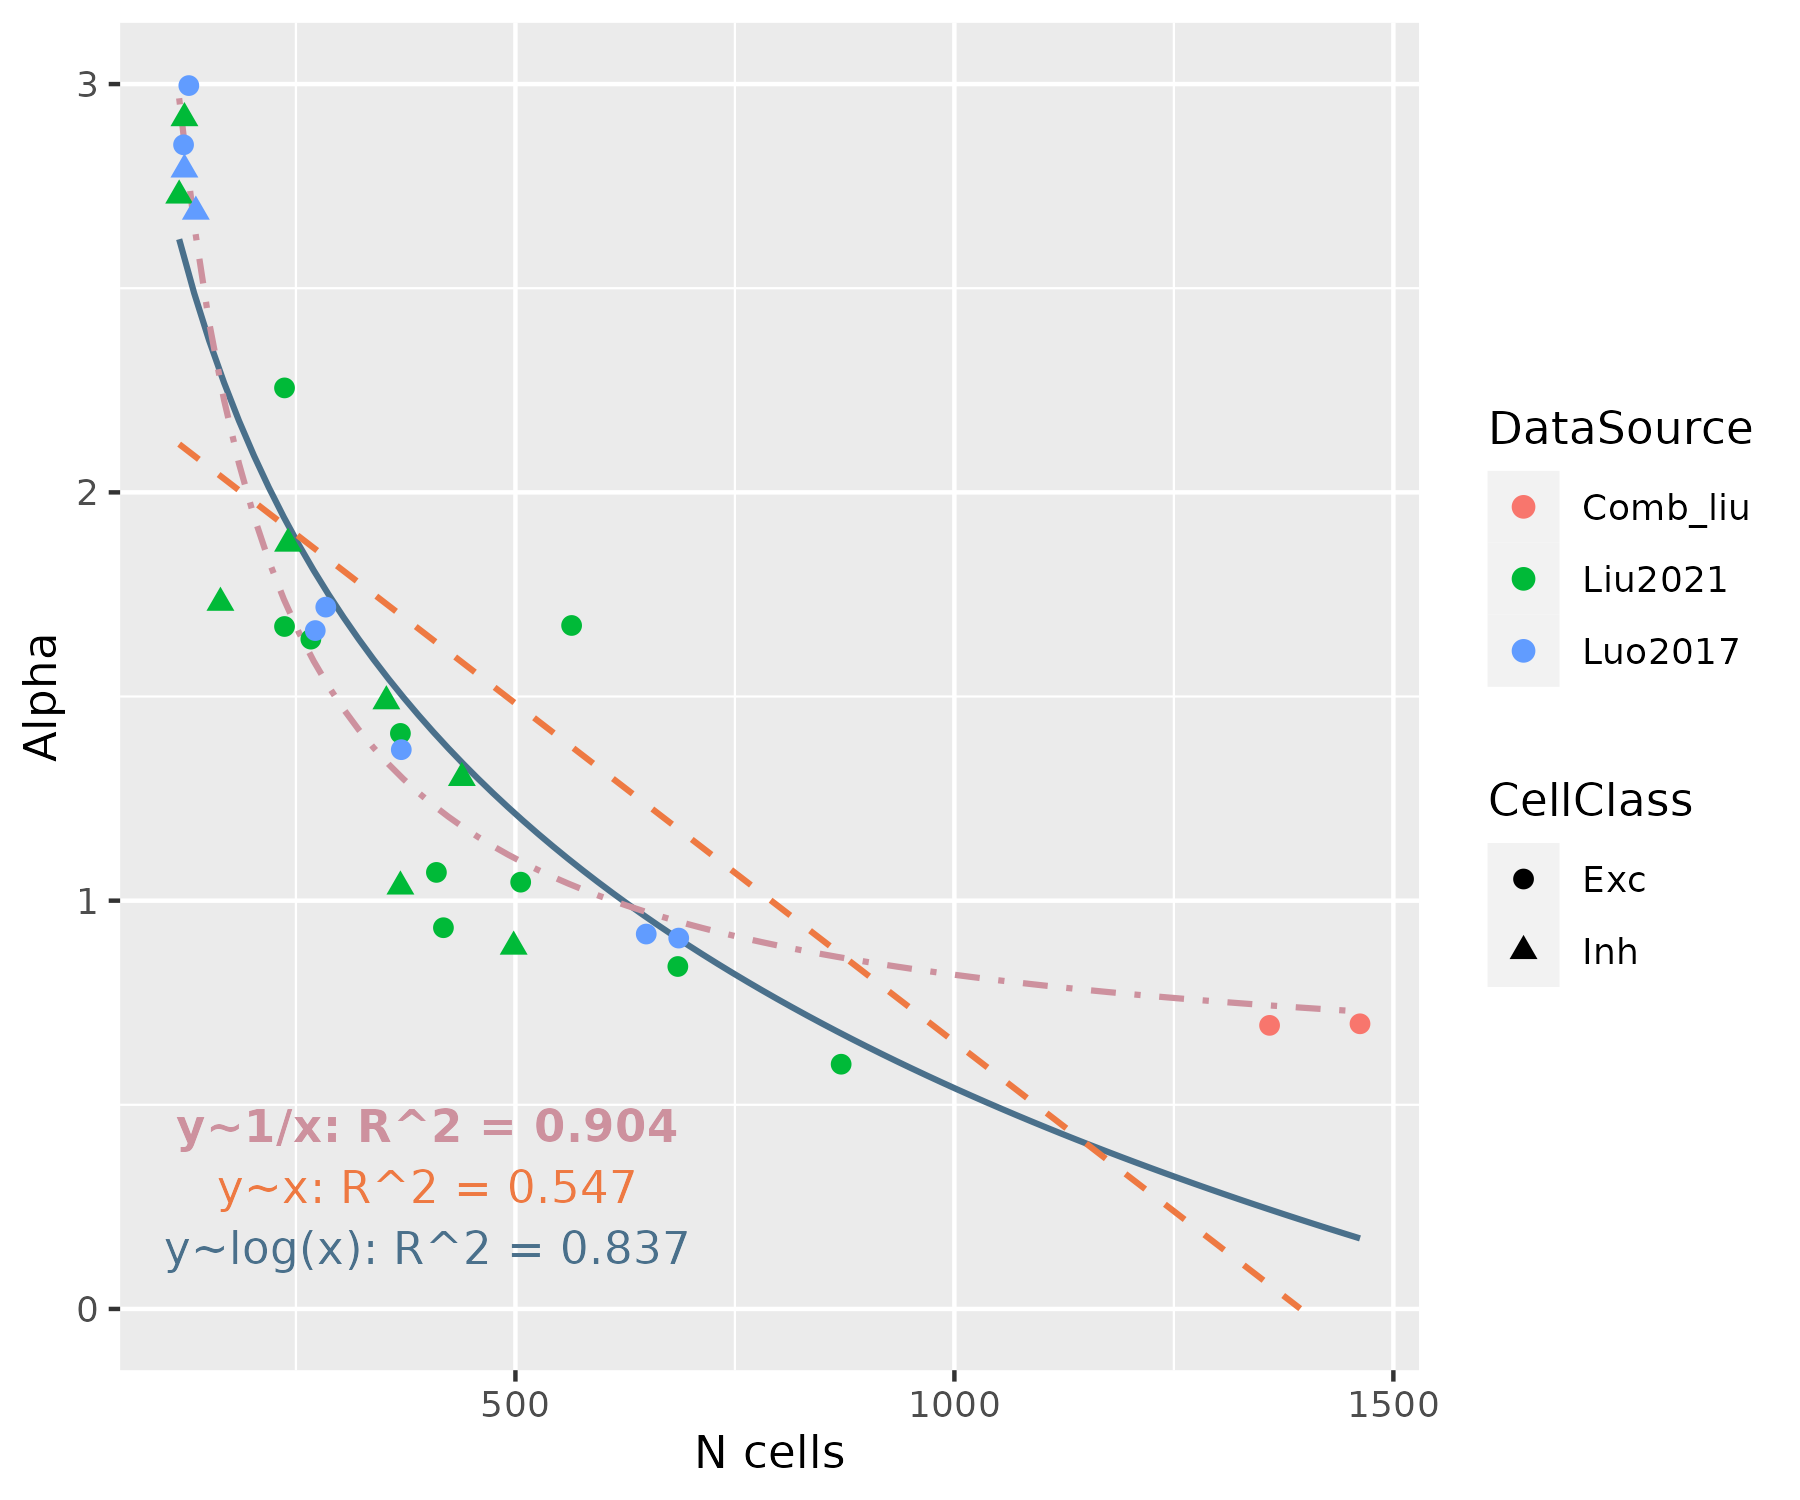 3
2
1
0
Alpha
500
1000
1500
N cells
y~1/x: R^2 = 0.904
y~x: R^2 = 0.547
y~log(x): R^2 = 0.837
DataSource
Comb_liu
Liu2021
Luo2017
CellClass
Exc
Inh